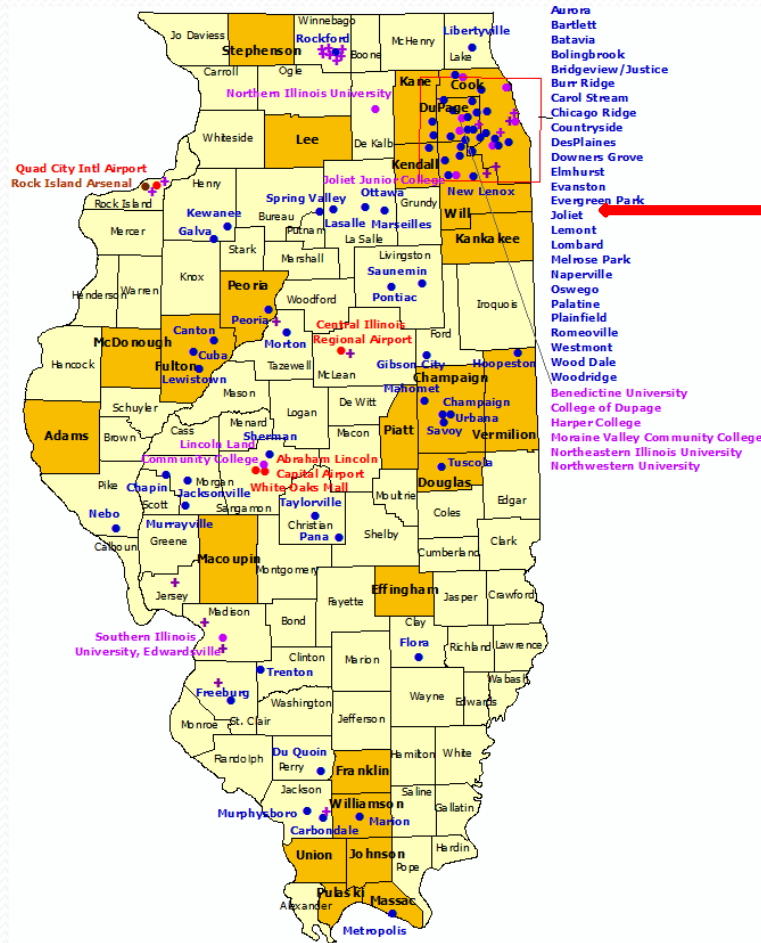 Aurora
Bartlett
Batavia
Bolingbrook
Bridgeview/Justice
Burr Ridge
Carol Stream
Chicago Ridge
Countryside
DesPlaines
Downers Grove
Elmhurst
Evanston
Evergreen Park
Joliet
Lemont
Lombard
Melrose Park
Naperville
Oswego
Palatine
Plainfield
Romeoville
Westmont
Wood Dale
Woodridge
Benedictine University
College of Dupage
Harper College
Moraine Valley Community College
Northeastern Illinois University
Northwestern University
Jo Daviess
Stephenson
Winnebago
Rockford
Boone
McHenry
Libertyville
Lake
Carroll
Ogle
Kane
Cook
Northern Illinois University
DuPage
Whiteside
Lee
De Kalb
Kendall
Quad City Intl Airport
Rock Island Arsenal
Rock Island
Henry
Bureau
Spring Valley
Ottawa
Joliet Junior College
Grundy
New Lenox
Will
Mercer
Kewanee
Galva
Putnam
Lasalle
Marseilles
La Salle
Kankakee
Stark
Marshall
Livingston
Saunemin
Pontiac
Henderson
Warren
Knox
Peoria
Peoria
Woodford
Iroquois
McDonough
Canton
Cuba
Fulton
Lewistown
Morton
Tazewell
Central Illinois
Regional Airport
McLean
Ford
Gibson City
Hoopeston
Hancock
Mason
Logan
De Witt
Mahomet
Champaign
Champaign
Urbana
Savoy
Vermilion
Adams
Schuyler
Brown
Cass
Menard
Lincoln Land
Community College
Sherman
Macon
Piatt
Abraham Lincoln
Capital Airport
White Oaks Mall
Tuscola
Douglas
Pike
Chapin
Scott
Morgan
Jacksonville
Murrayville
Sangamon
Taylorville
Christian
Pana
Moultrie
Coles
Edgar
Nebo
Calhoun
Greene
Macoupin
Montgomery
Shelby
Cumberland
Clark
Jersey
Madison
Bond
Fayette
Effingham
Jasper
Crawford
Southern Illinois
University, Edwardsville
Clinton
Marion
Clay
Flora
Richland
Lawrence
Trenton
Freeburg
St. Clair
Washington
Wayne
Edwards
Wabash
Monroe
Jefferson
Randolph
Du Quoin
Perry
Franklin
Hamilton
White
Jackson
Murphysboro
Carbondale
Williamson
Marion
Saline
Gallatin
Union
Johnson
Pope
Hardin
Alexander
Pulaski
Massac
Metropolis